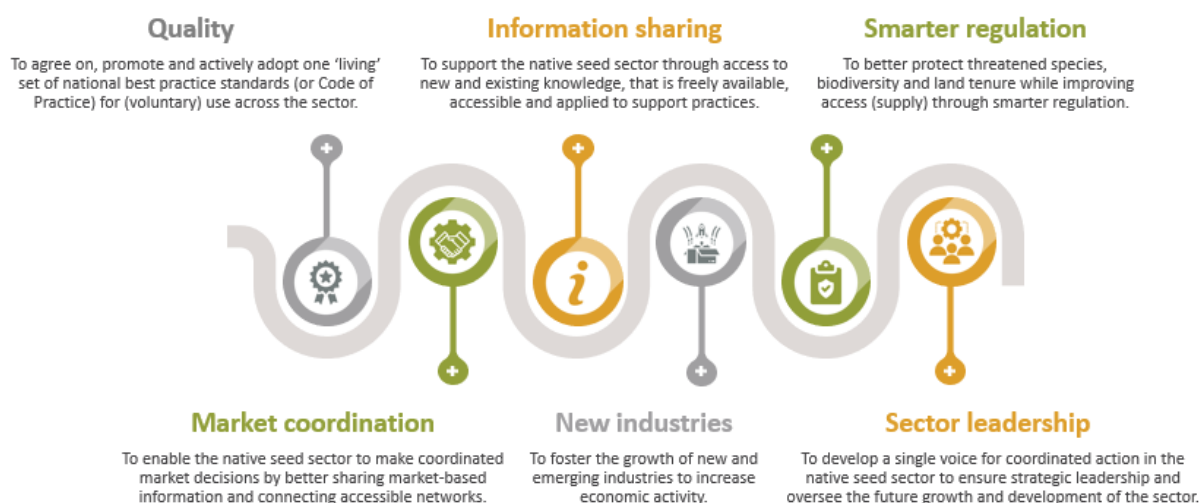 Quality
To agree on, promote and actively adopt one ‘living’
set of national best practice standards (or Code of
Practice) for (voluntary) use across the sector.
Information sharing
To support the native seed sector through access to
new and existing knowledge, that is freely available,
accessible and applied to support practices.
Smarter regulation
To better protect threatened species,
biodiversity and land tenure while improving
access (supply) through smarter regulation.
Market coordination
To enable the native seed sector to make coordinated
market decisions by better sharing market-based
information and connecting accessible networks.
New industries
To foster the growth of new and
emerging industries to increase
economic activity.
Sector leadership
To develop a single voice for coordinated action in the
native seed sector to ensure strategic leadership and
oversee the future growth and development of the sector.